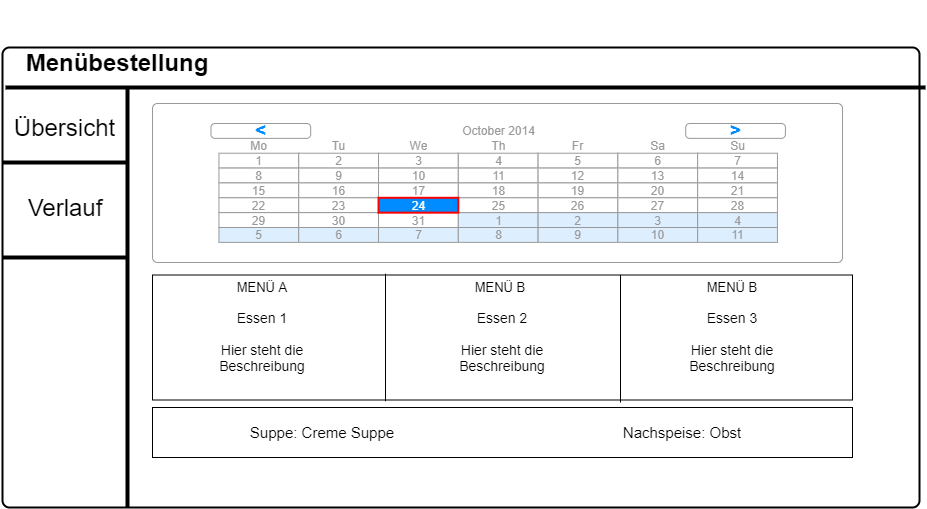 Menübestellung
Übersicht
Verlauf
< October 2014 >
Mo Tu We Th Fr Sa Su
1 2 3 4 5 6 7
8 9 10 11 12 13 14
15 16 17 18 19 20 21
22 23 24 25 26 27 28
29 30 31 1 2 3 4
5 6 7 8 9 10 11
MENÜ A MENÜ B MENÜ B
Essen 1 Essen 2 Essen 3
Hier steht die Hier steht die Hier steht die
Beschreibung Beschreibung Beschreibung
Suppe: Creme Suppe Nachspeise: Obst